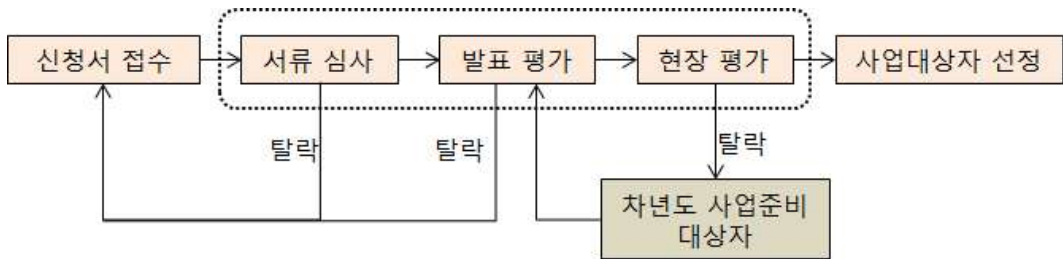 신청서 접수
서류 심사
발표 평가
현장 평가
사업대상자 선정
탈락
탈락
탈락
차년도 사업준비
대상자